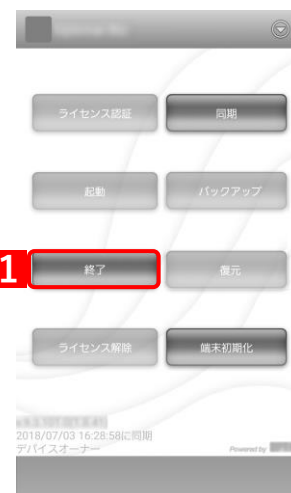 ライセンス認証
同期
起動
バックアップ
1
終了
復元
ライセンス解除
端末初期化
2018/07/03 16:28:58に同期
デバイスオーナー
Powered by